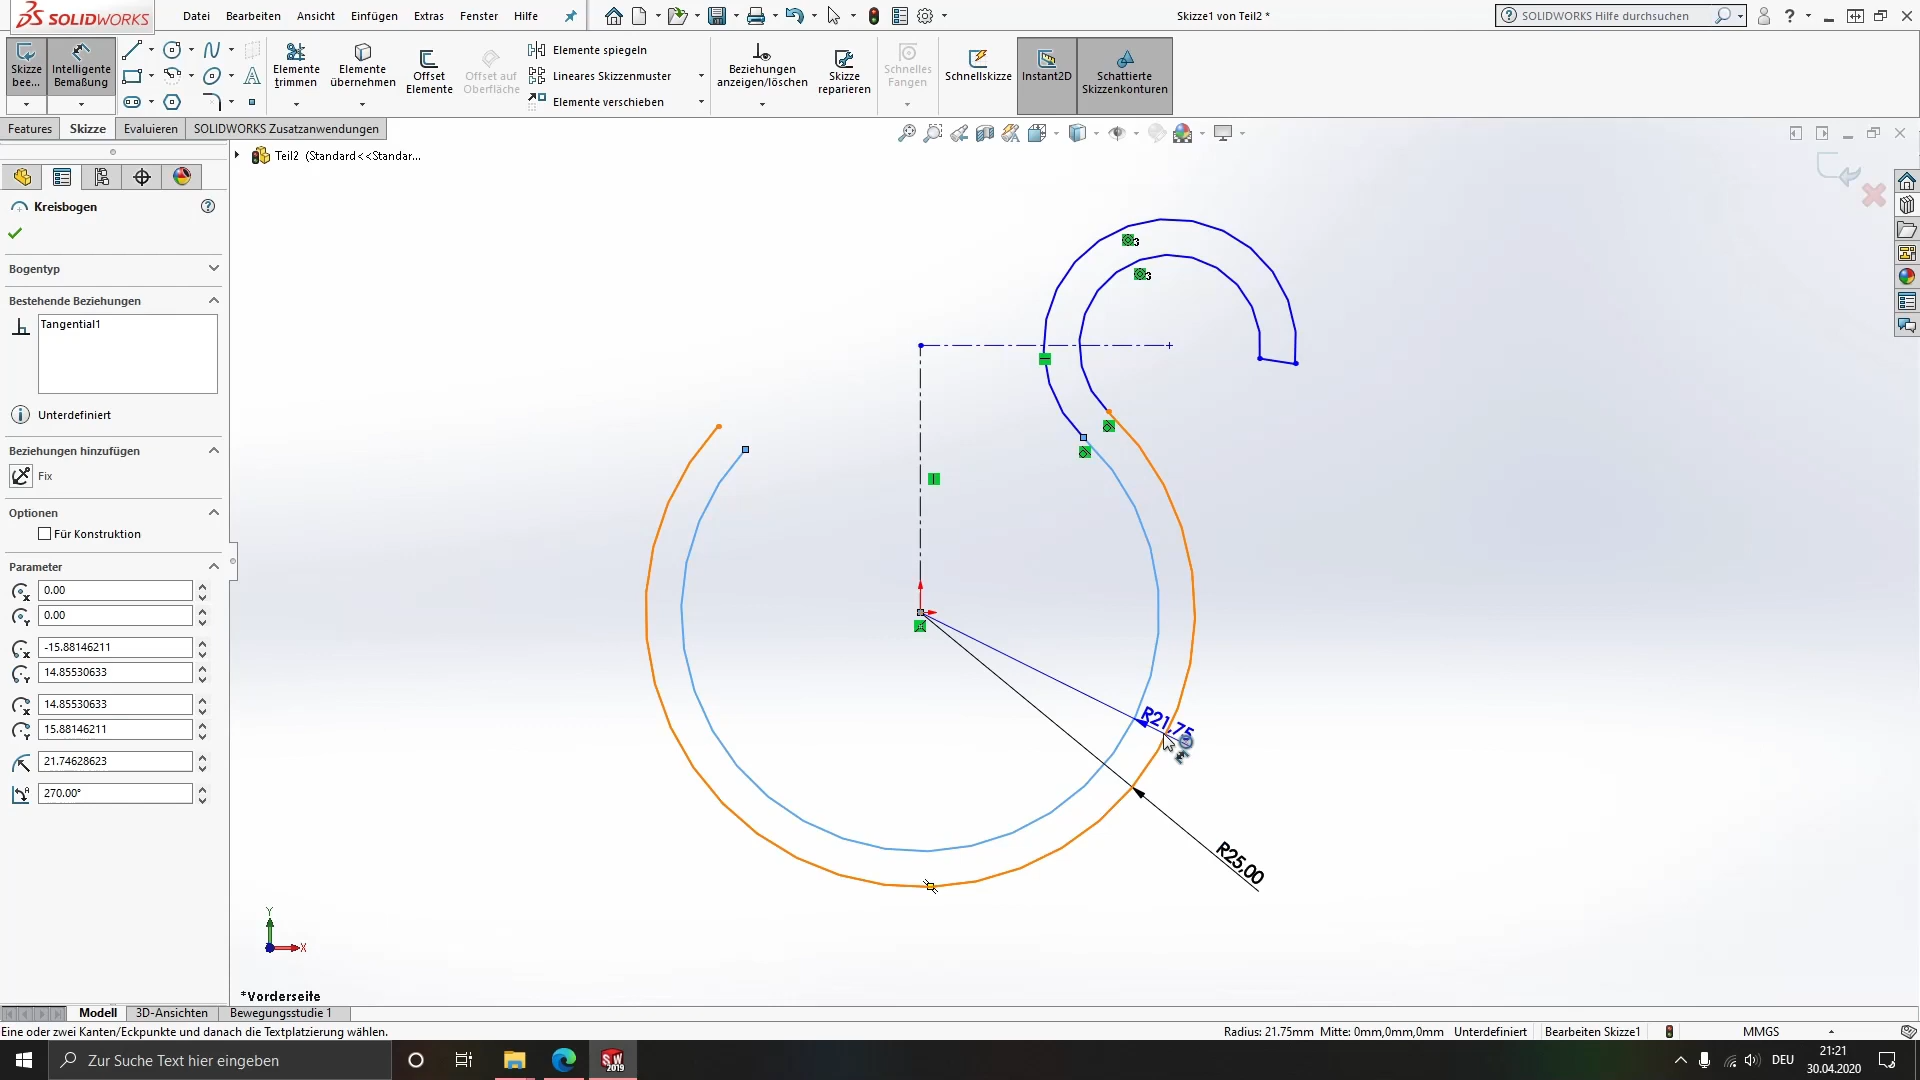 SOLIDWORKS
Datei Bearbeiten Ansicht Einfügen Extras Fenster Hilfe
Skizze1 von Teil2 *
SOLIDWORKS Hilfe durchsuchen
Skizze bee...
Intelligente Bemaßung
Elemente trimmen
Elemente übernehmen
Offset Elemente
Offset auf Oberfläche
Elemente spiegeln
Lineares Skizzenmuster
Elemente verschieben
Beziehungen anzeigen/löschen
Skizze reparieren
Schnelles Fangen
Schnellskizze
Instant2D
Schattierte Skizzenkonturen
Features Skizze Evaluieren SOLIDWORKS Zusatzanwendungen
Teil2 (Standard<<Standar...
Kreisbogen
Bogentyp
Bestehende Beziehungen
Tangential1
Unterdefiniert
Beziehungen hinzufügen
Fix
Optionen
Für Konstruktion
Parameter
0.00
0.00
-15.88146211
14.85530633
14.85530633
15.88146211
21.74628623
270.00°
3
3
R21,75
R25,00
Y
X
*Vorderseite
Modell 3D-Ansichten Bewegungsstudie 1
Eine oder zwei Kanten/Eckpunkte und danach die Textplatzierung wählen.
Radius: 21.75mm Mitte: 0mm,0mm,0mm Unterdefiniert Bearbeiten Skizze1 MMGS
Zur Suche Text hier eingeben
SW 2019
DEU
21:21
30.04.2020